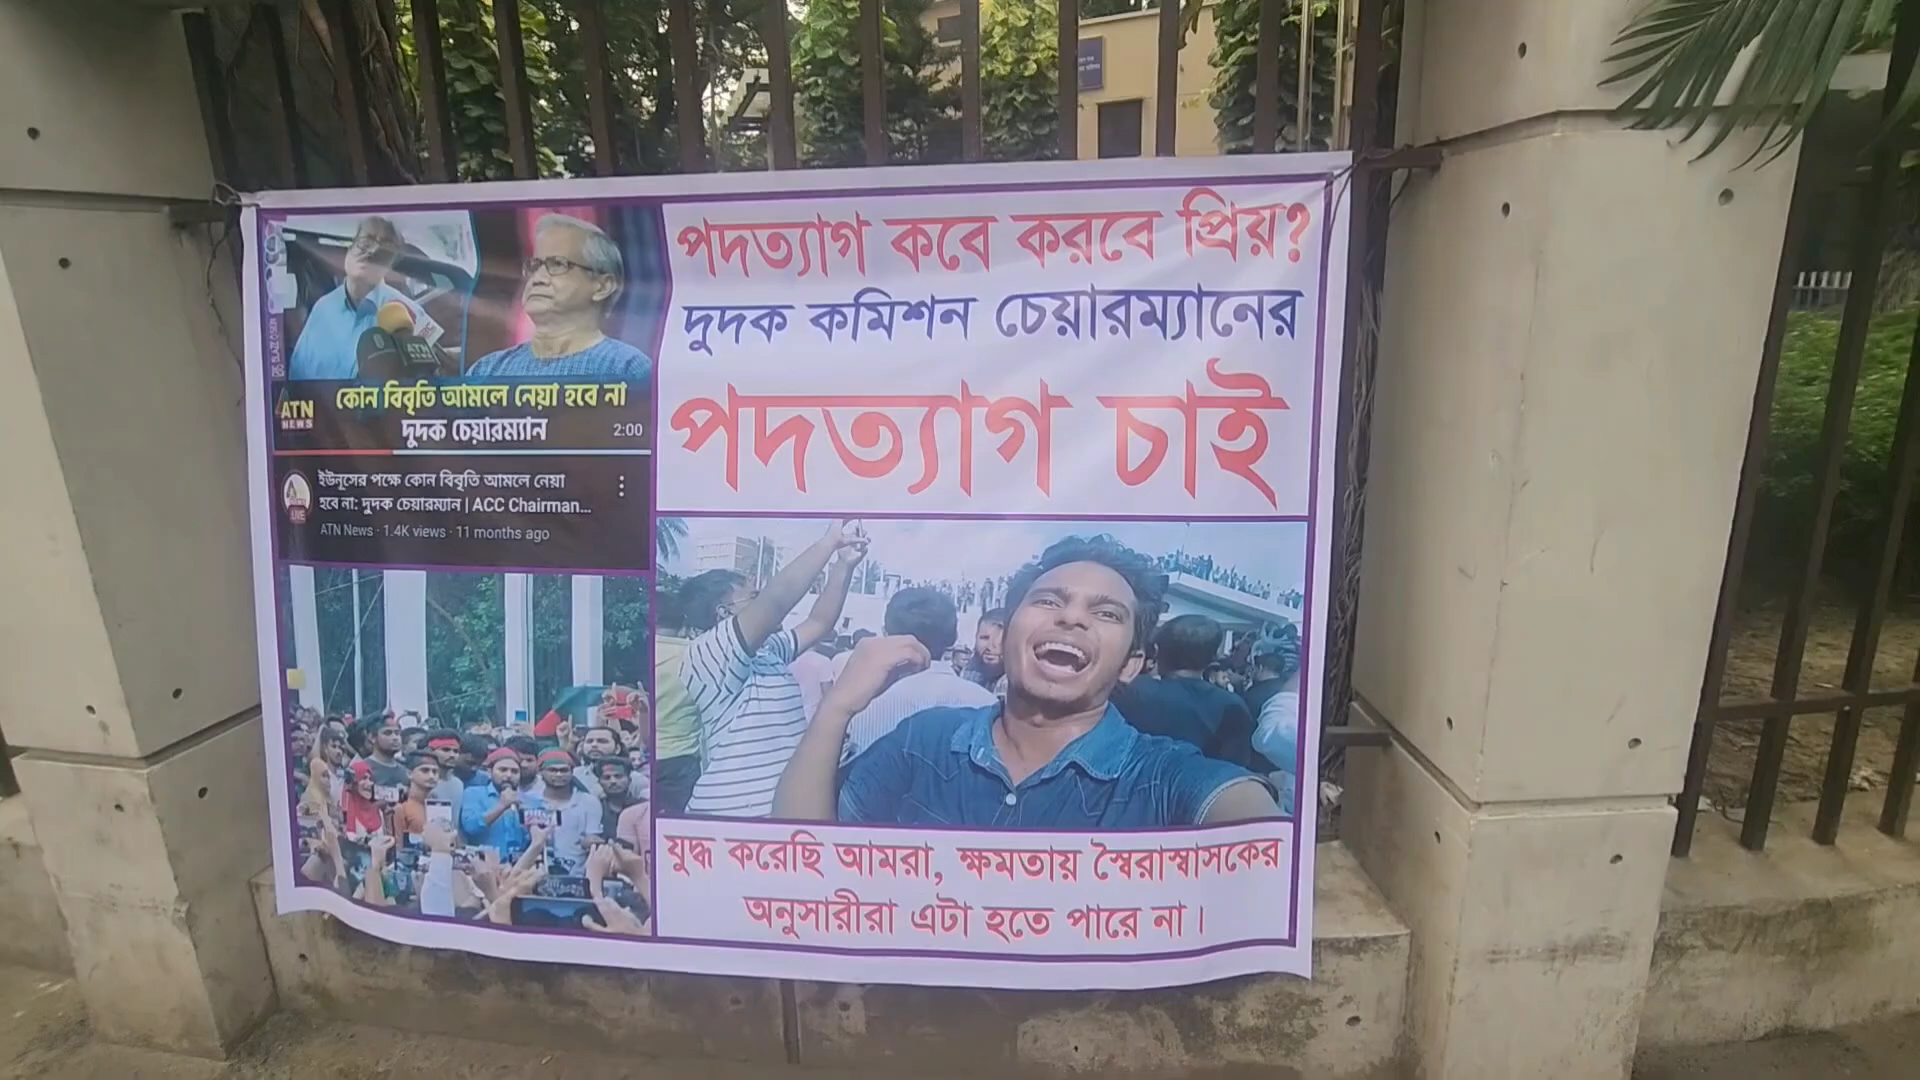 পদত্যাগ কবে করবে প্রিয়?
দুদক কমিশন চেয়ারম্যানের
পদত্যাগ চাই
ATN
কোন বিবৃতি আমলে নেয়া হবে না
দুদক চেয়ারম্যান
ATN
NEWS
2:00
ইউনূসের পক্ষে কোন বিবৃতি আমলে নেয়া
হবে না: দুদক চেয়ারম্যান | ACC Chairman...
ATN News · 1.4K views · 11 months ago
LIVE
যুদ্ধ করেছি আমরা, ক্ষমতায় স্বৈরাস্বাসকের
অনুসারীরা এটা হতে পারে না।